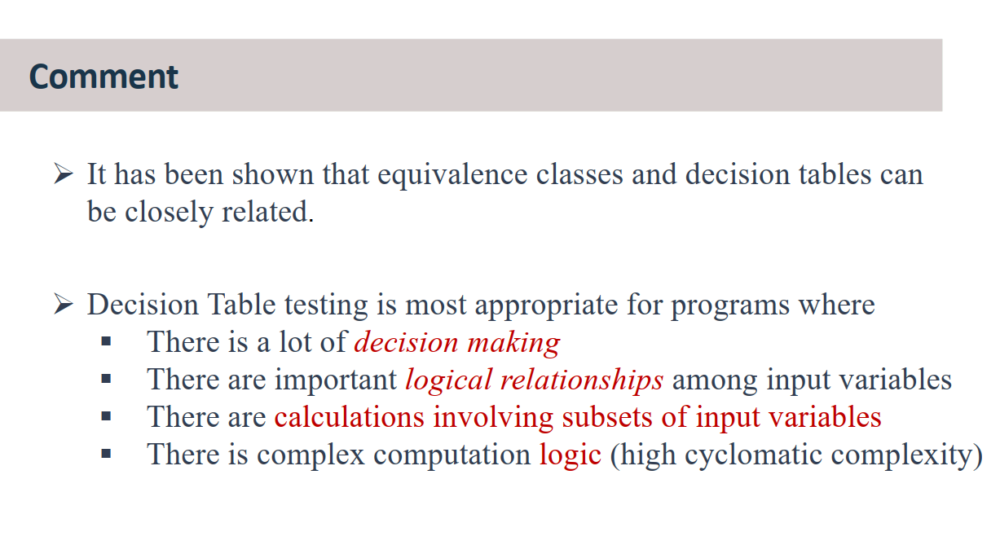 Comment
➢ It has been shown that equivalence classes and decision tables can
be closely related.
➢ Decision Table testing is most appropriate for programs where
▪ There is a lot of decision making
▪ There are important logical relationships among input variables
▪ There are calculations involving subsets of input variables
▪ There is complex computation logic (high cyclomatic complexity)